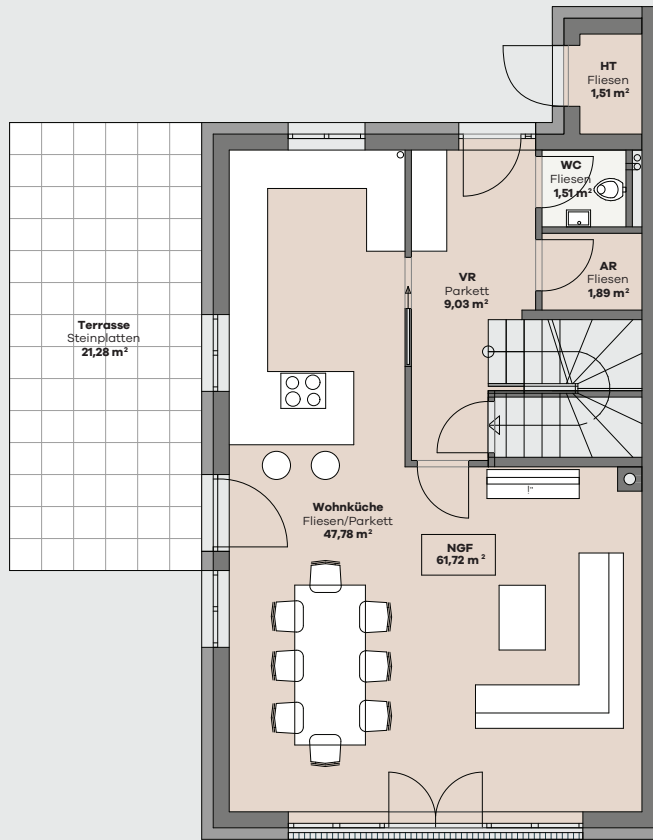 HT
Fliesen
1,51 m²
WC
Fliesen
1,51 m²
VR
Parkett
9,03 m²
AR
Fliesen
1,89 m²
Terrasse
Steinplatten
21,28 m²
Wohnküche
Fliesen/Parkett
47,78 m²
NGF
61,72 m²